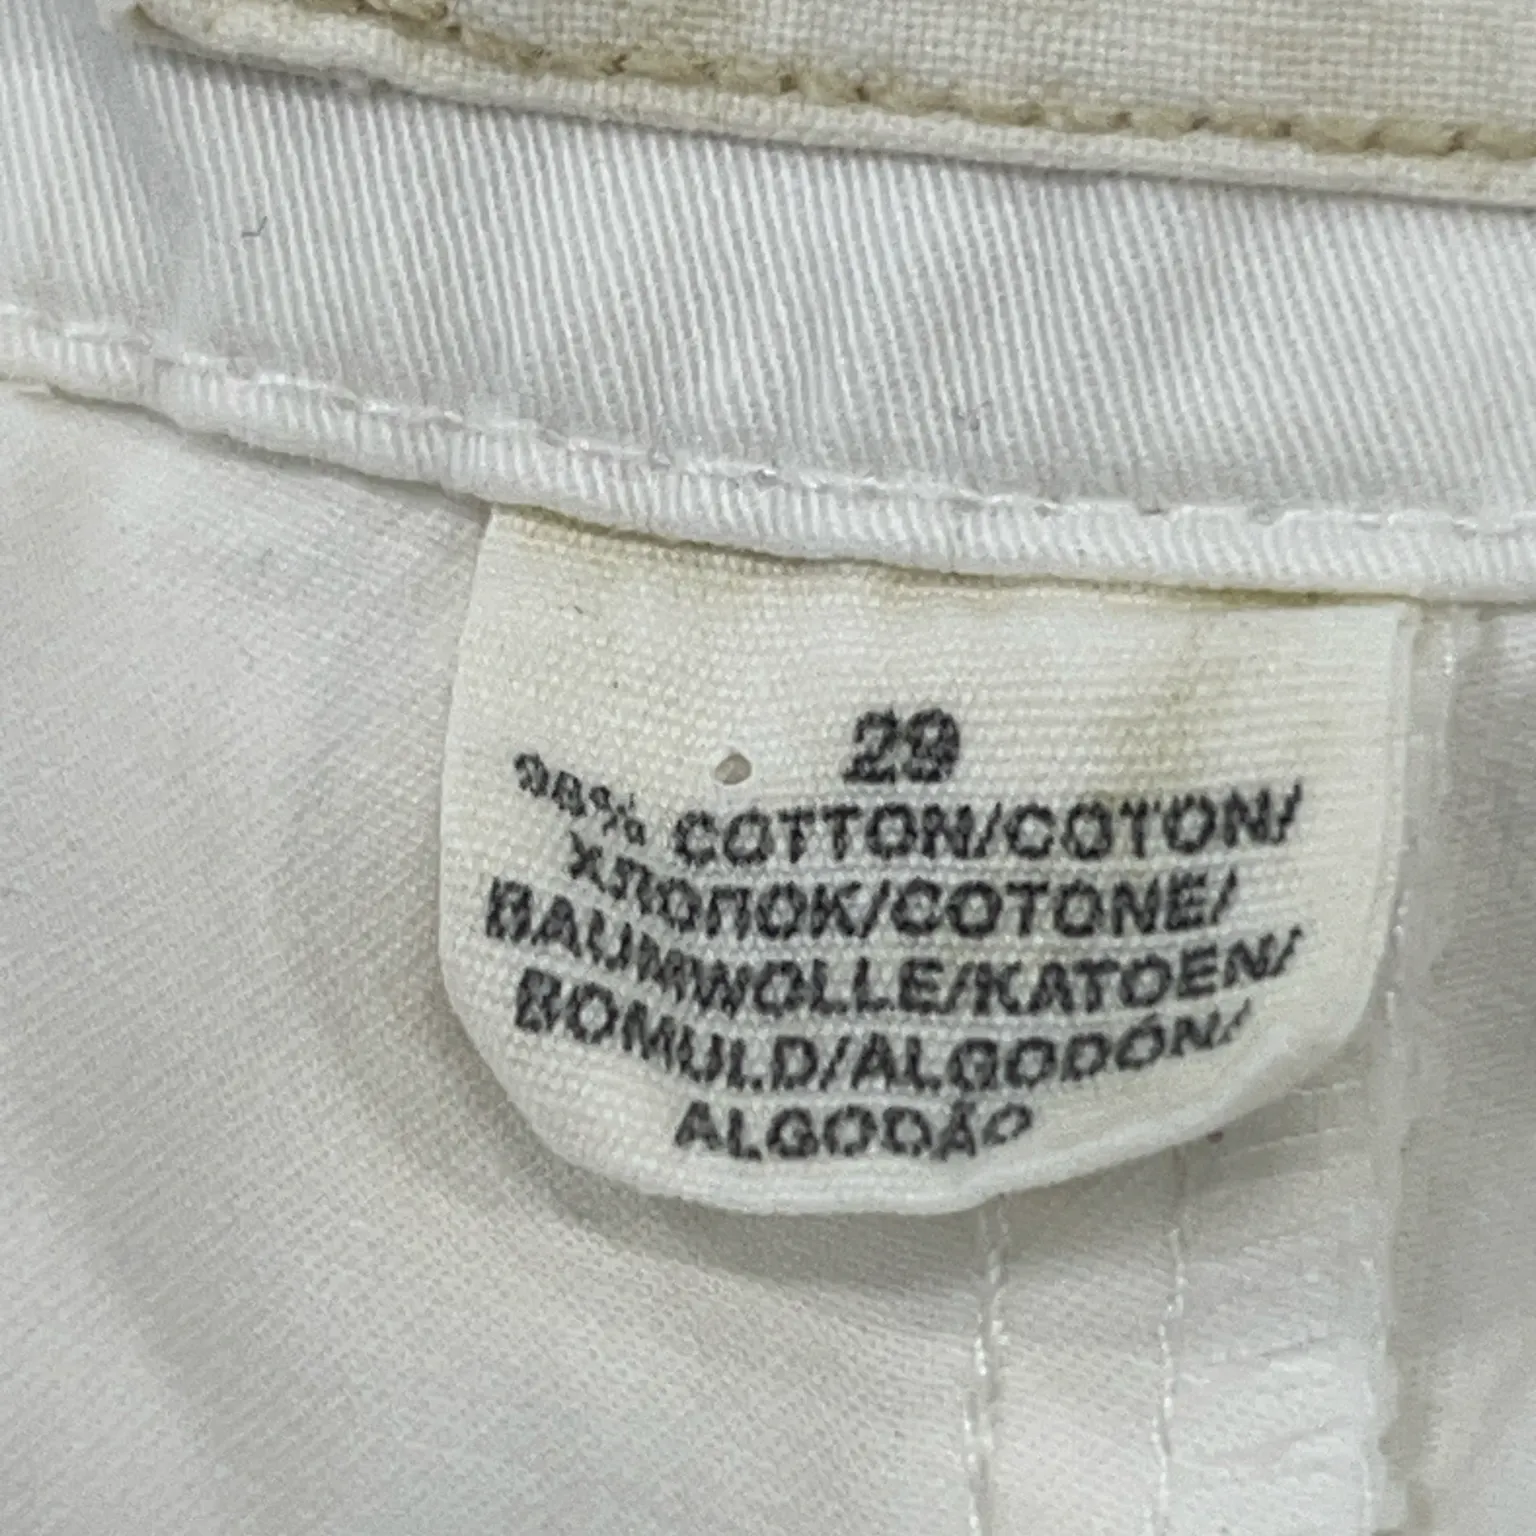 29
98% COTTON/COTON/
ХЛОПОК/COTONE/
BAUMWOLLE/KATOEN/
BOMULD/ALGODÓN/
ALGODÃO